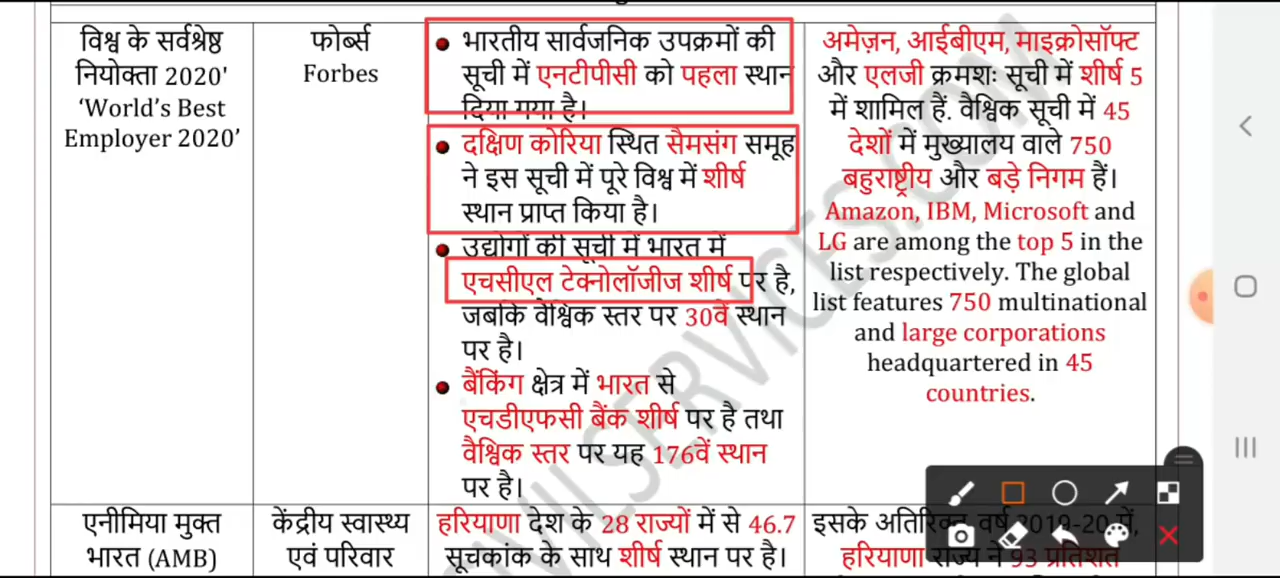 विश्व के सर्वश्रेष्ठ
नियोक्ता 2020'
‘World’s Best
Employer 2020’
फोर्ब्स
Forbes
भारतीय सार्वजनिक उपक्रमों की
सूची में एनटीपीसी को पहला स्थान
दिया गया है।
दक्षिण कोरिया स्थित सैमसंग समूह
ने इस सूची में पूरे विश्व में शीर्ष
स्थान प्राप्त किया है।
उद्योगों की सूची में भारत में
एचसीएल टेक्नोलॉजीज शीर्ष पर है,
जबकि वैश्विक स्तर पर 30वें स्थान
पर है।
बैंकिंग क्षेत्र में भारत से
एचडीएफसी बैंक शीर्ष पर है तथा
वैश्विक स्तर पर यह 176वें स्थान
पर है।
अमेज़न, आईबीएम, माइक्रोसॉफ्ट
और एलजी क्रमशः सूची में शीर्ष 5
में शामिल हैं. वैश्विक सूची में 45
देशों में मुख्यालय वाले 750
बहुराष्ट्रीय और बड़े निगम हैं।
Amazon, IBM, Microsoft and
LG are among the top 5 in the
list respectively. The global
list features 750 multinational
and large corporations
headquartered in 45
countries.
एनीमिया मुक्त
भारत (AMB)
केंद्रीय स्वास्थ्य
एवं परिवार
हरियाणा देश के 28 राज्यों में से 46.7
सूचकांक के साथ शीर्ष स्थान पर है।
इसके अतिरिक्त, वर्ष 2019-20 में,
हरियाणा राज्य ने 93 प्रतिशत